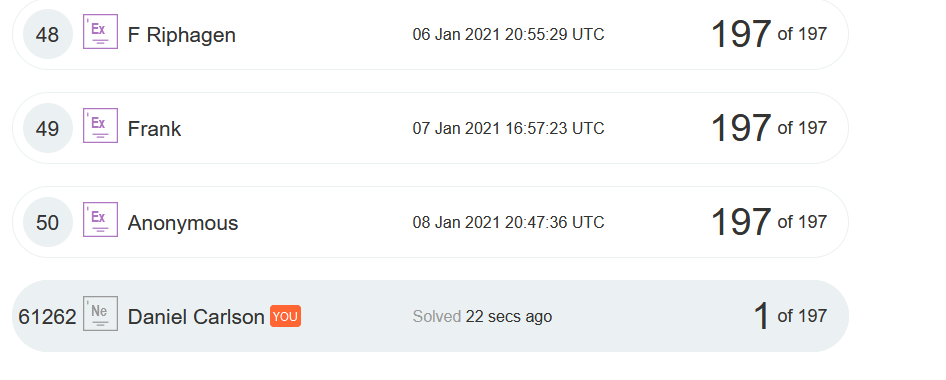 48 ' Ex F Riphagen 06 Jan 2021 20:55:29 UTC 197 of 197
49 ' Ex Frank 07 Jan 2021 16:57:23 UTC 197 of 197
50 ' Ex Anonymous 08 Jan 2021 20:47:36 UTC 197 of 197
61262 ' Ne Daniel Carlson YOU Solved 22 secs ago 1 of 197